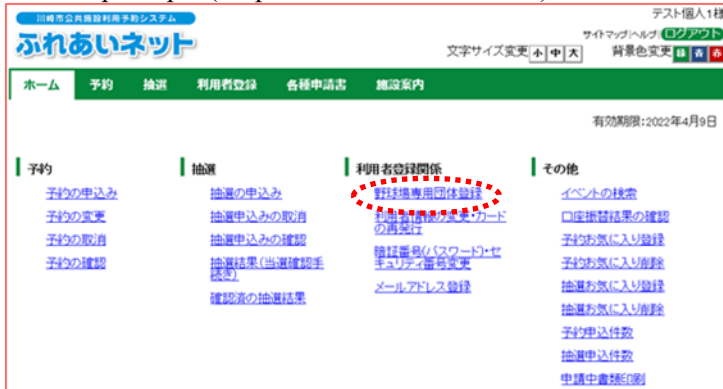 川崎市公共施設利用予約システム
ふれあいネット
テスト個人1様
サイトマップ|ヘルプ|ログアウト
文字サイズ変更 小 中 大 背景色変更 緑 青 赤
ホーム 予約 抽選 利用者登録 各種申請書 施設案内
有効期限:2022年4月9日
予約
予約の申込み
予約の変更
予約の取消
予約の確認
抽選
抽選の申込み
抽選申込みの取消
抽選申込みの確認
抽選結果(当選確認手
続き)
確認済の抽選結果
利用者登録関係
野球場専用団体登録
利用者情報の変更・カード
の再発行
暗証番号(パスワード)・セ
キュリティ番号変更
メールアドレス登録
その他
イベントの検索
口座振替結果の確認
予約お気に入り登録
予約お気に入り削除
抽選お気に入り登録
抽選お気に入り削除
予約申込件数
抽選申込件数
申請中書類印刷